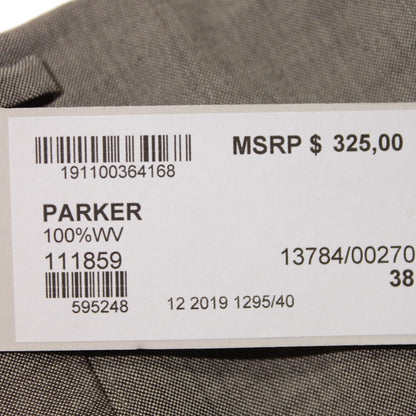 MSRP $ 325,00
191100364168
PARKER
100%WV
111859 13784/00270
38
595248 12 2019 1295/40